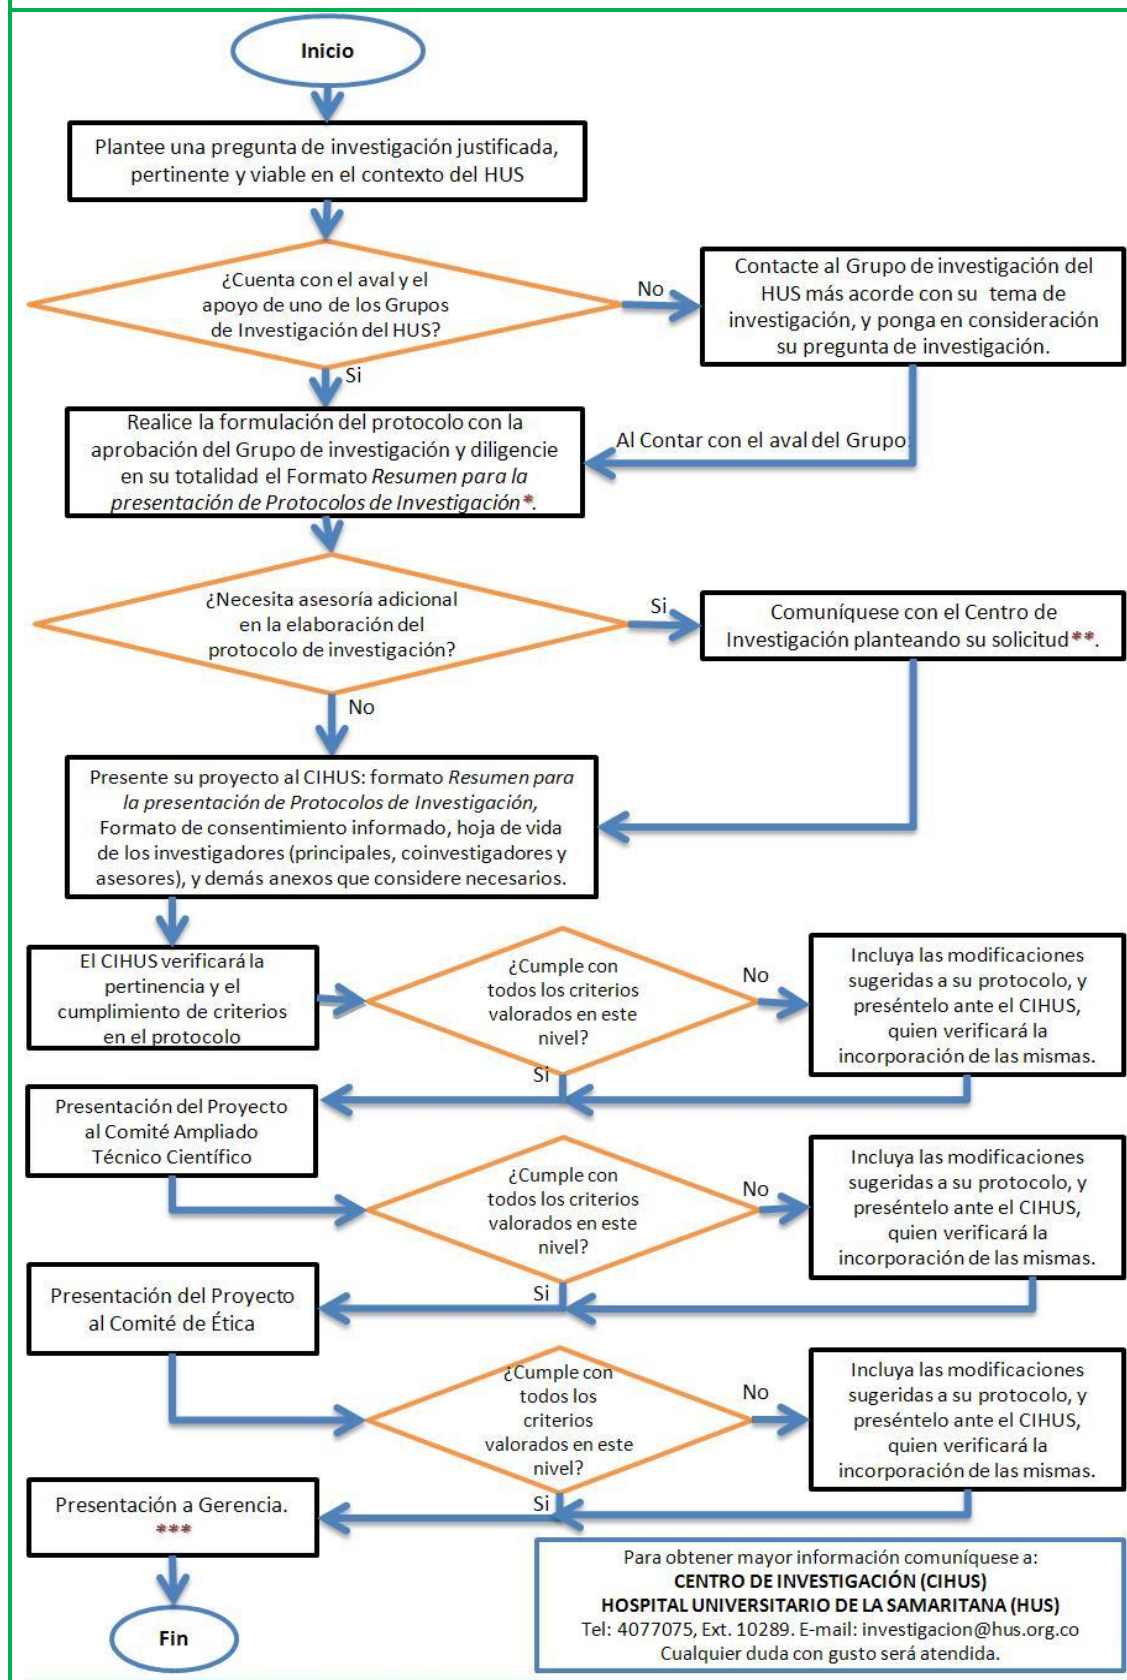 Inicio
Plantee una pregunta de investigación justificada,
pertinente y viable en el contexto del HUS
¿Cuenta con el aval y el
apoyo de uno de los Grupos
de Investigación del HUS?
No
Contacte al Grupo de investigación del
HUS más acorde con su tema de
investigación, y ponga en consideración
su pregunta de investigación.
Si
Realice la formulación del protocolo con la
aprobación del Grupo de investigación y diligencie
en su totalidad el Formato Resumen para la
presentación de Protocolos de Investigación*.
Al Contar con el aval del Grupo.
¿Necesita asesoría adicional
en la elaboración del
protocolo de investigación?
Si
Comuníquese con el Centro de
Investigación planteando su solicitud**.
No
Presente su proyecto al CIHUS: formato Resumen para
la presentación de Protocolos de Investigación,
Formato de consentimiento informado, hoja de vida
de los investigadores (principales, coinvestigadores y
asesores), y demás anexos que considere necesarios.
El CIHUS verificará la
pertinencia y el
cumplimiento de criterios
en el protocolo
¿Cumple con
todos los criterios
valorados en este
nivel?
No
Incluya las modificaciones
sugeridas a su protocolo, y
preséntelo ante el CIHUS,
quien verificará la
incorporación de las mismas.
Si
Presentación del Proyecto
al Comité Ampliado
Técnico Científico
¿Cumple con
todos los criterios
valorados en este
nivel?
No
Incluya las modificaciones
sugeridas a su protocolo, y
preséntelo ante el CIHUS,
quien verificará la
incorporación de las mismas.
Si
Presentación del Proyecto
al Comité de Ética
¿Cumple con
todos los
criterios
valorados en este
nivel?
No
Incluya las modificaciones
sugeridas a su protocolo, y
preséntelo ante el CIHUS,
quien verificará la
incorporación de las mismas.
Si
Presentación a Gerencia.
***
Fin
Para obtener mayor información comuníquese a:
CENTRO DE INVESTIGACIÓN (CIHUS)
HOSPITAL UNIVERSITARIO DE LA SAMARITANA (HUS)
Tel: 4077075, Ext. 10289. E-mail: investigacion@hus.org.co
Cualquier duda con gusto será atendida.